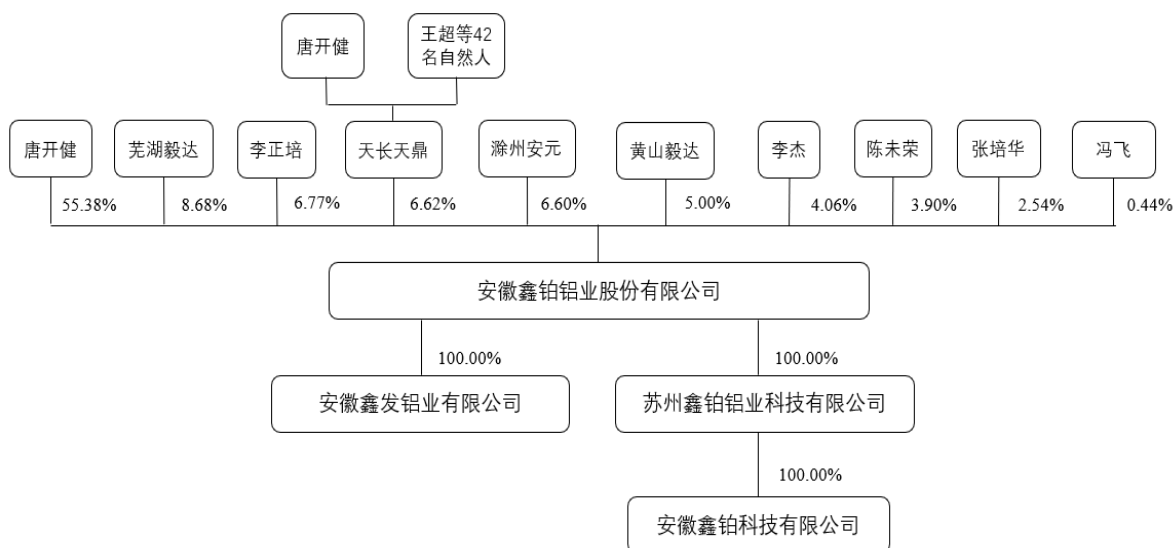 唐开健
王超等42
名自然人
唐开健
芜湖毅达
李正培
天长天鼎
滁州安元
黄山毅达
李杰
陈未荣
张培华
冯飞
55.38%
8.68%
6.77%
6.62%
6.60%
5.00%
4.06%
3.90%
2.54%
0.44%
安徽鑫铂铝业股份有限公司
100.00%
100.00%
安徽鑫发铝业有限公司
苏州鑫铂铝业科技有限公司
100.00%
安徽鑫铂科技有限公司